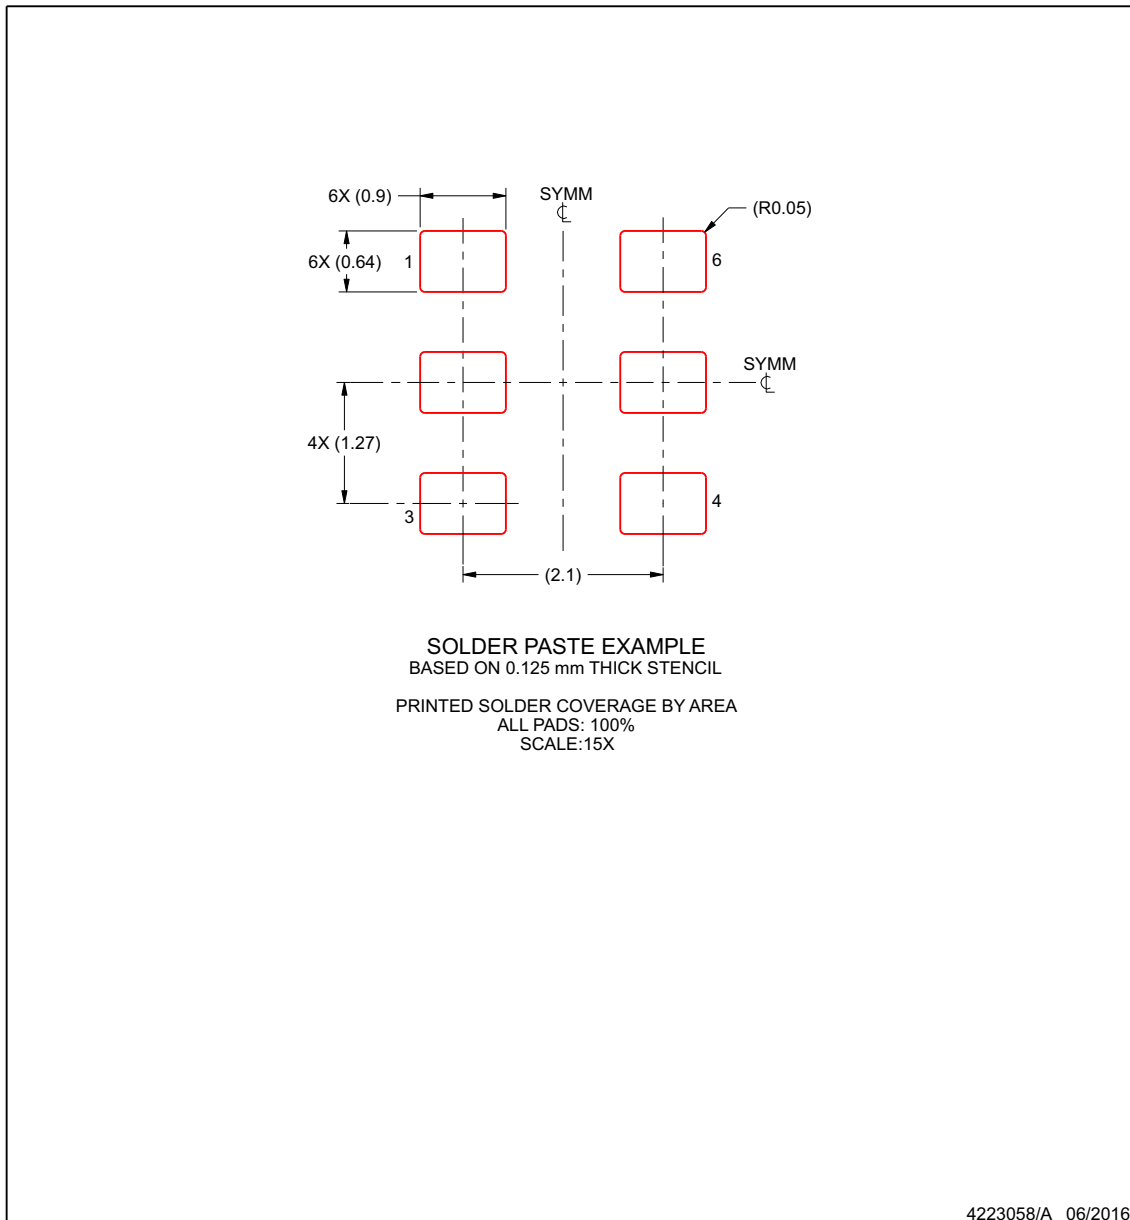 6X (0.9)
SYMM
(R0.05)
6X (0.64)
1
6
SYMM
4X (1.27)
3
4
(2.1)
SOLDER PASTE EXAMPLE
BASED ON 0.125 mm THICK STENCIL
PRINTED SOLDER COVERAGE BY AREA
ALL PADS: 100%
SCALE:15X
4223058/A 06/2016